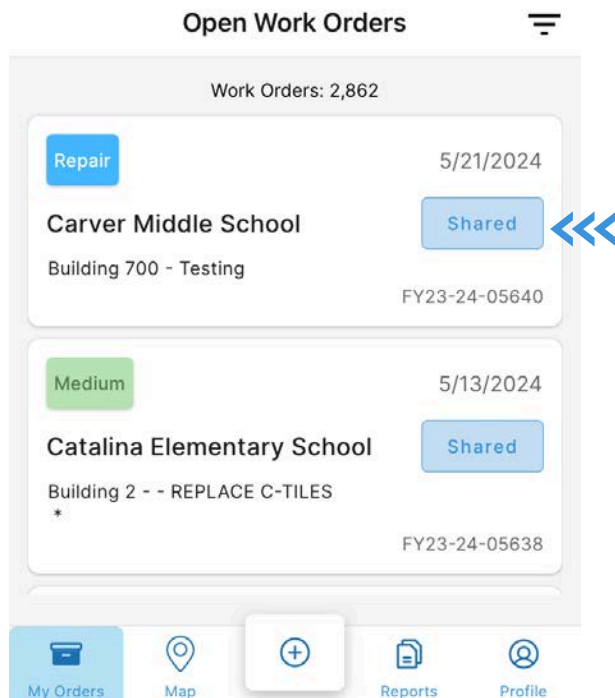 Open Work Orders
Work Orders: 2,862
Repair
5/21/2024
Carver Middle School
Shared
Building 700 - Testing
FY23-24-05640
Medium
5/13/2024
Catalina Elementary School
Shared
Building 2 - - REPLACE C-TILES
*
FY23-24-05638
My Orders
Map
Reports
Profile